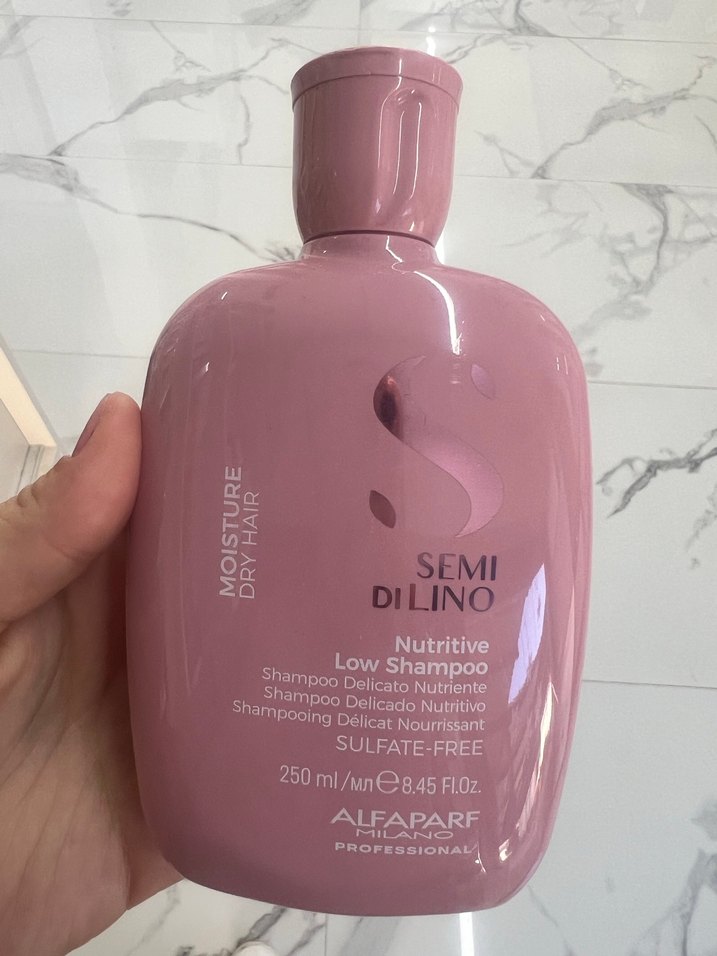 MOISTURE
DRY HAIR
SEMI
DI LINO
Nutritive
Low Shampoo
Shampoo Delicato Nutriente
Shampoo Delicado Nutritivo
Shampooing Délicat Nourrissant
SULFATE-FREE
250 ml/мл℮8.45 Fl.Oz.
ALFAPARF
MILANO
PROFESSIONAL